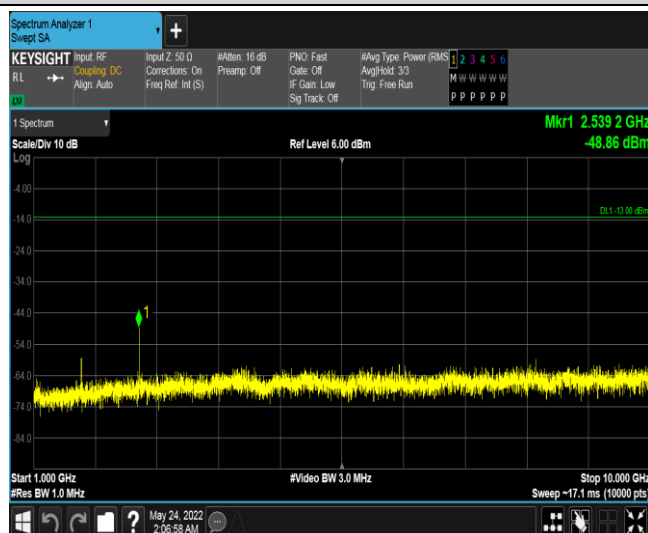 Spectrum Analyzer 1
Swept SA
KEYSIGHT
RL
Input: RF
Coupling: DC
Align: Auto
Input Z: 50 Ω
Corrections: On
Freq Ref: Int (S)
#Atten: 16 dB
Preamp: Off
PNO: Fast
Gate: Off
IF Gain: Low
Sig Track: Off
#Avg Type: Power (RMS
Avg|Hold: 3/3
Trig: Free Run
1 2 3 4 5 6
M W W W W W
P P P P P P
1 Spectrum
Mkr1 2.539 2 GHz
Scale/Div 10 dB
Ref Level 6.00 dBm
-48.86 dBm
Log
-4.00
DL1 -13.00 dBm
-14.0
-24.0
-34.0
-44.0
1
-54.0
-64.0
-74.0
-84.0
Start 1.000 GHz
#Video BW 3.0 MHz
Stop 10.000 GHz
#Res BW 1.0 MHz
Sweep ~17.1 ms (10000 pts)
?
May 24, 2022
2:06:58 AM